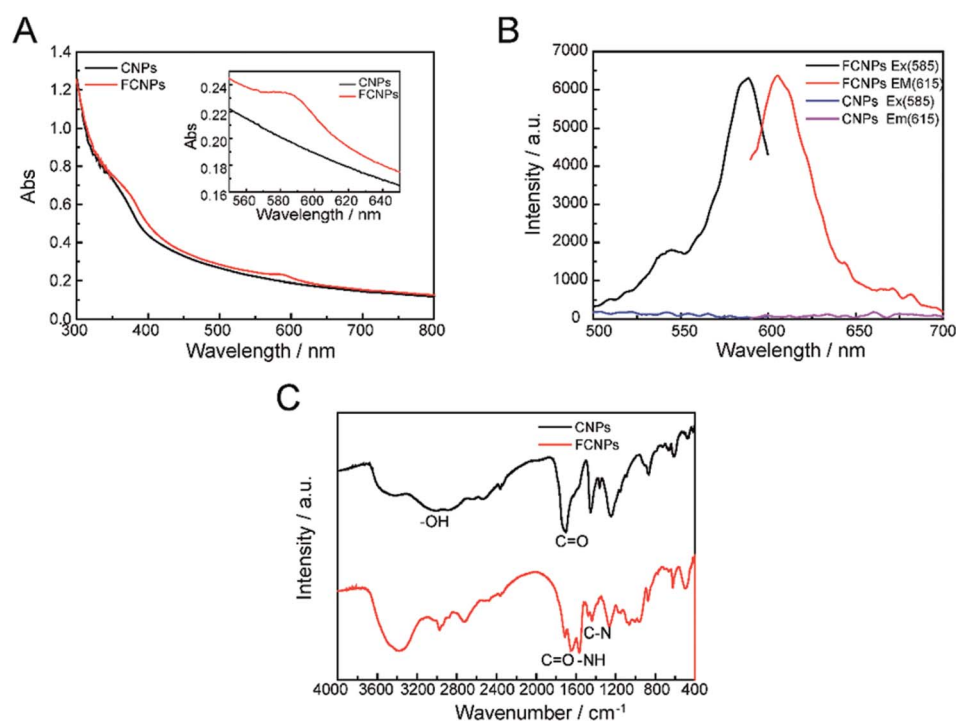 A
1.4
1.2
1.0
0.8
0.6
0.4
0.2
0.0
Abs
CNPs
FCNPs
0.24
0.22
0.20
0.18
0.16
Abs
CNPs
FCNPs
560 580 600 620 640
Wavelength / nm
300 400 500 600 700 800
Wavelength / nm
B
7000
6000
5000
4000
3000
2000
1000
0
Intensity / a.u.
FCNPs Ex(585)
FCNPs EM(615)
CNPs Ex(585)
CNPs Em(615)
500 550 600 650 700
Wavelength / nm
C
Intensity / a.u.
CNPs
FCNPs
-OH
C=O
C-N
C=O -NH
4000 3600 3200 2800 2400 2000 1600 1200 800 400
Wavenumber / cm⁻¹